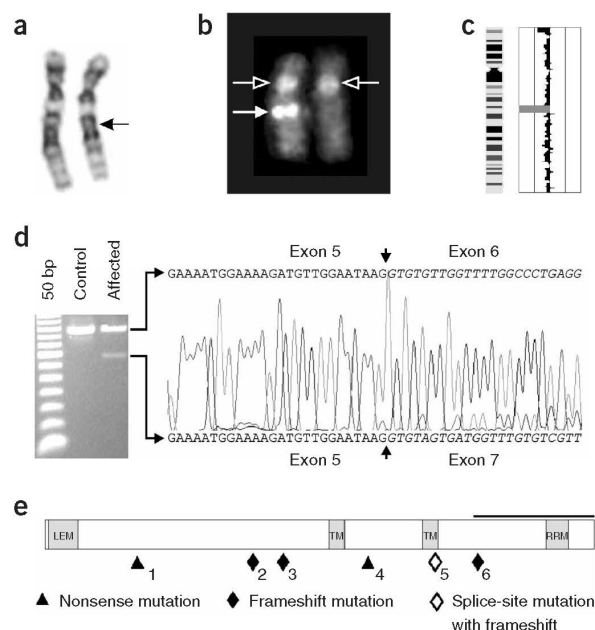 a
b
c
d
50 bp
Control
Affected
Exon 5 Exon 6
GAAAATGGAAAAGATGTTGGAATAAGGTGTGTTGGTTTTGGCCCTGAGG
GAAAATGGAAAAGATGTTGGAATAAGGTGTAGTGATGGTTTGTGTCGTT
Exon 5 Exon 7
e
LEM TM TM RRM
1 2 3 4 5 6
Nonsense mutation Frameshift mutation Splice-site mutation
with frameshift